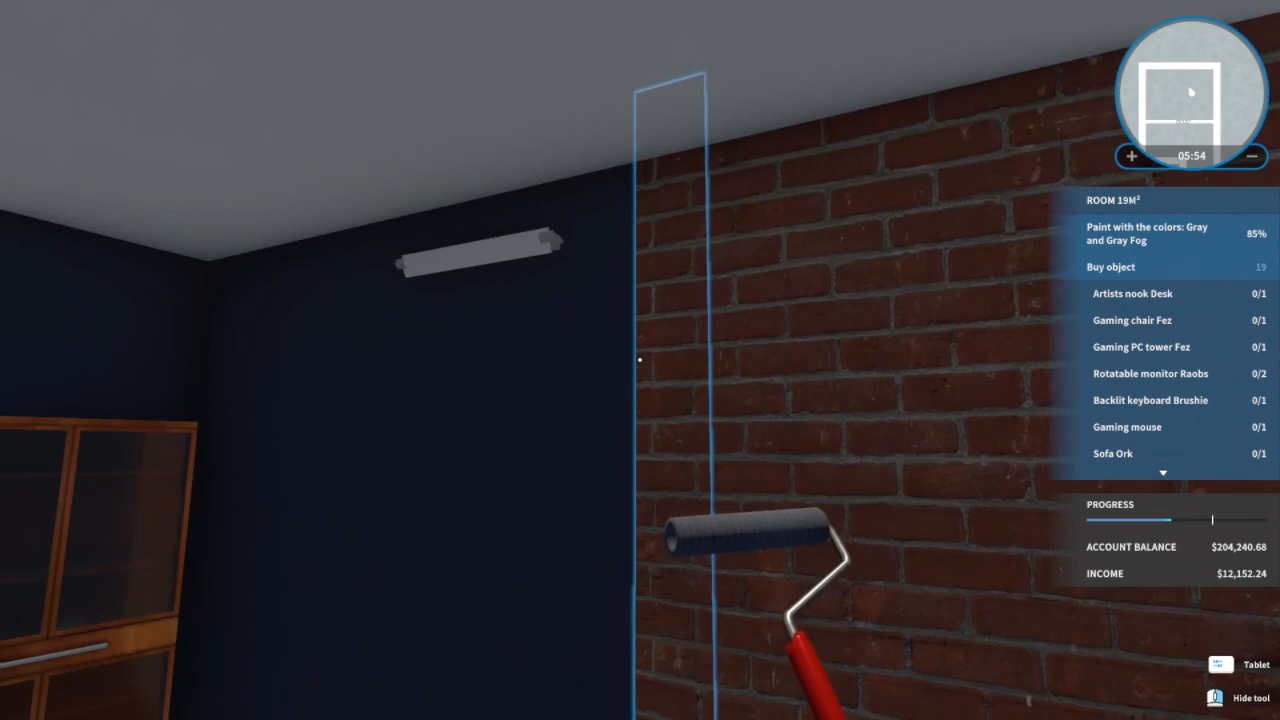 05:54
ROOM 19M²
Paint with the colors: Gray
and Gray Fog 85%
Buy object 19
Artists nook Desk 0/1
Gaming chair Fez 0/1
Gaming PC tower Fez 0/1
Rotatable monitor Raobs 0/2
Backlit keyboard Brushie 0/1
Gaming mouse 0/1
Sofa Ork 0/1
PROGRESS
ACCOUNT BALANCE $204,240.68
INCOME $12,152.24
Tablet
Hide tool